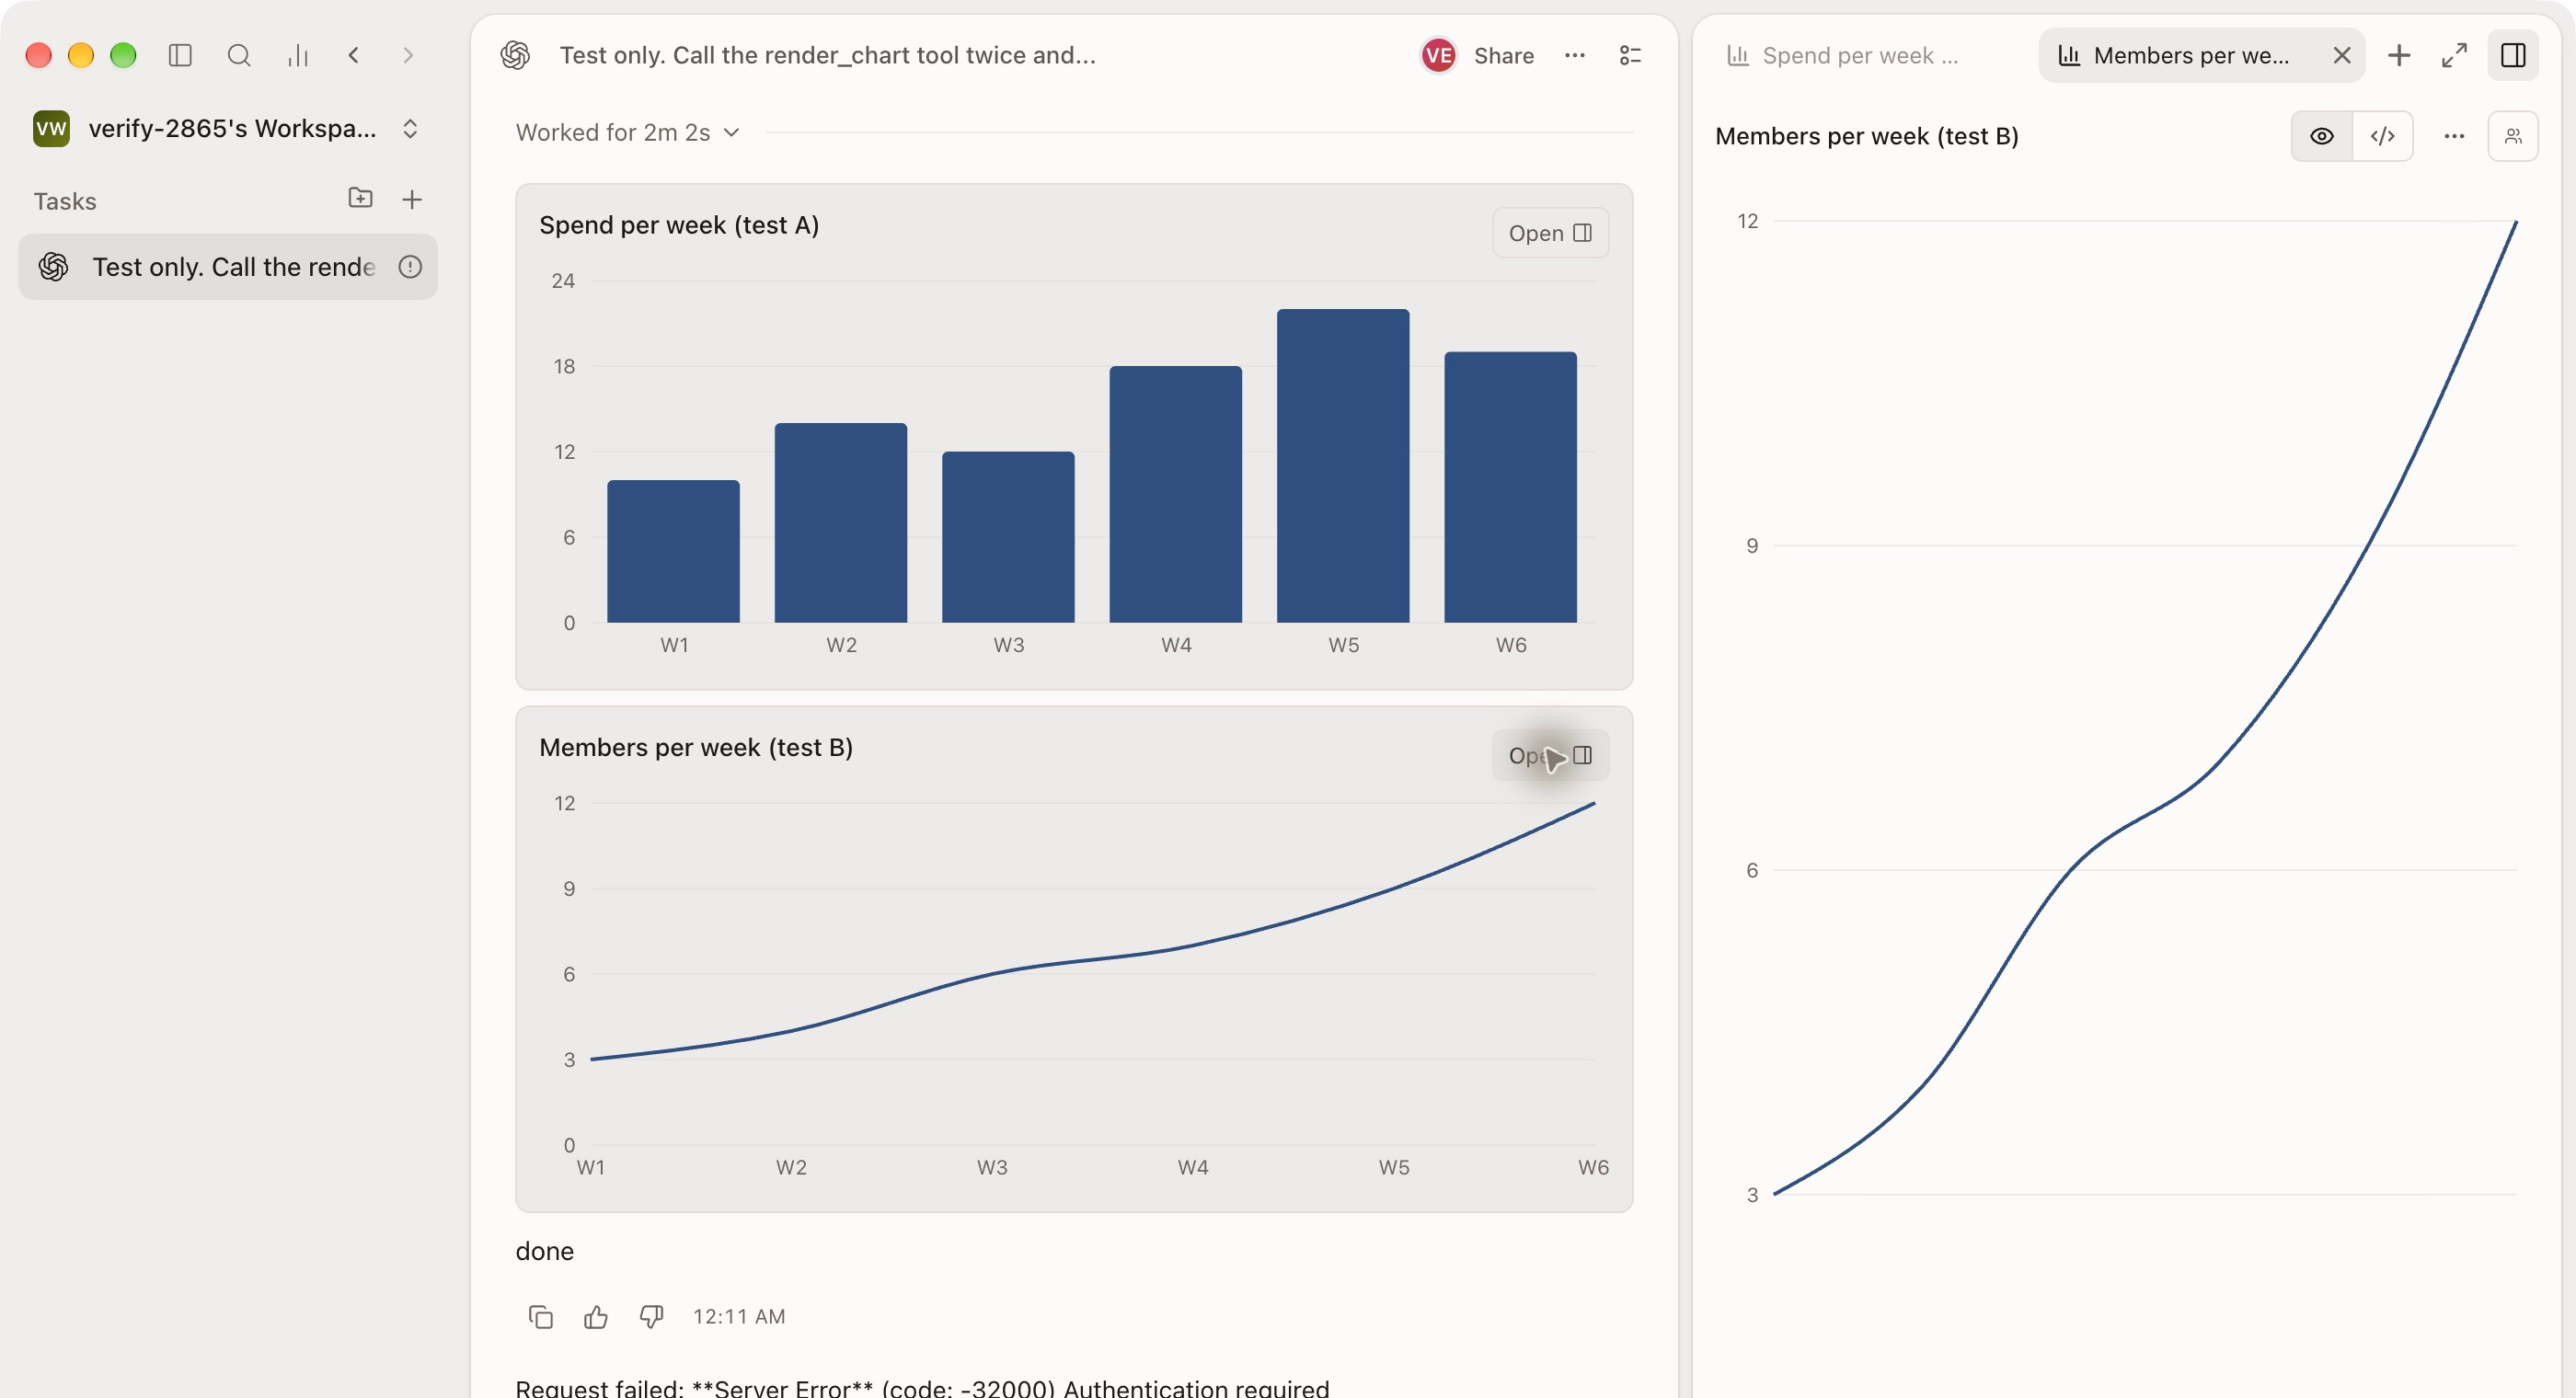 Test only. Call the render_chart tool twice and...
VE
Share
Spend per week ...
Members per we...
VW
verify-2865's Workspa...
Worked for 2m 2s
Members per week (test B)
Tasks
Test only. Call the rende
Spend per week (test A)
Open
24
18
12
6
0
W1 W2 W3 W4 W5 W6
Members per week (test B)
12
9
6
3
0
W1 W2 W3 W4 W5 W6
done
12:11 AM
Request failed: **Server Error** (code: -32000) Authentication required
12
9
6
3